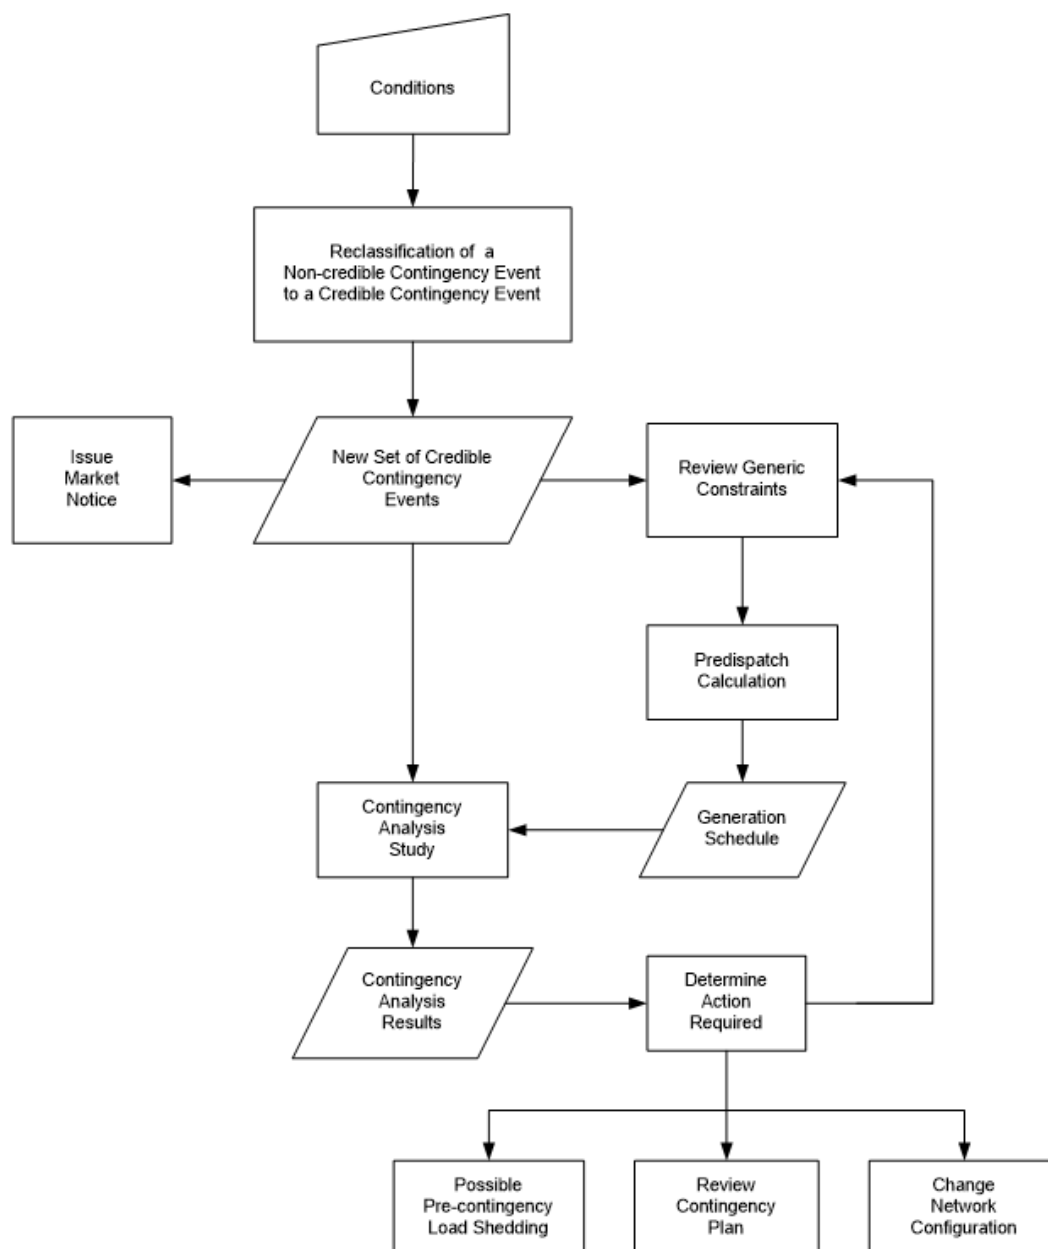 Conditions
Reclassification of a
Non-credible Contingency Event
to a Credible Contingency Event
Issue
Market
Notice
New Set of Credible
Contingency
Events
Review Generic
Constraints
Predispatch
Calculation
Contingency
Analysis
Study
Generation
Schedule
Contingency
Analysis
Results
Determine
Action
Required
Possible
Pre-contingency
Load Shedding
Review
Contingency
Plan
Change
Network
Configuration